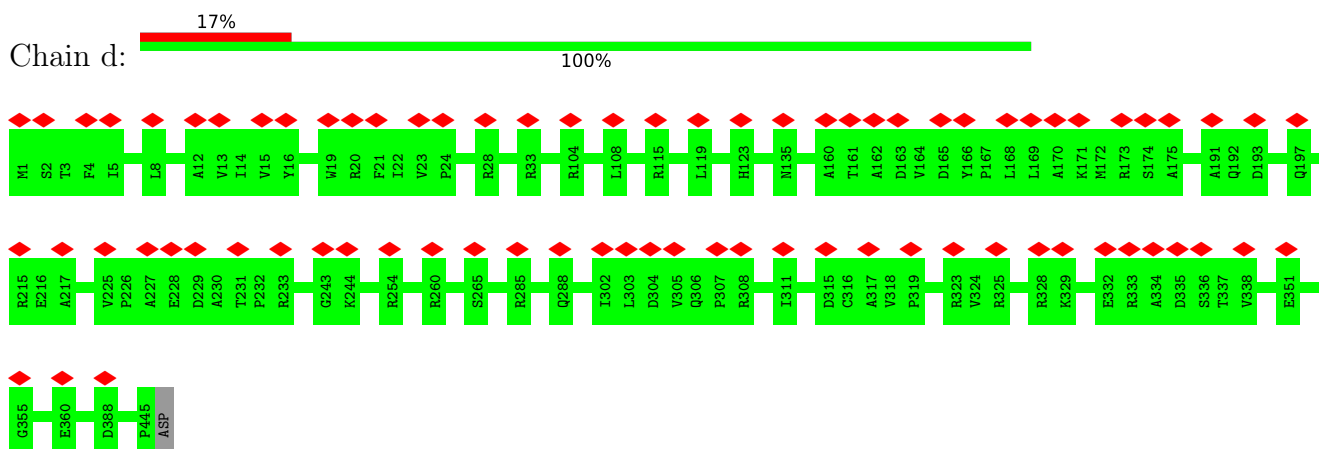 17%
Chain d:
100%
M1 S2 T3 F4 I5 L8 A12 V13 I14 V15 Y16 W19 R20 F21 I22 V23 P24 R28 R33 R104 L108 R115 L119 H123 N135 A160 T161 A162 D163 V164 D165 Y166 P167 L168 L169 A170 K171 M172 R173 S174 A175 A191 Q192 D193 Q197
R215 E216 A217 V225 P226 A227 E228 D229 A230 T231 P232 R233 G243 K244 R254 R260 S265 R285 Q288 I302 L303 D304 V305 Q306 P307 R308 I311 D315 C316 A317 V318 P319 R323 V324 R325 R328 K329 E332 R333 A334 D335 S336 T337 V338 E351
G355 E360 D388 P445 ASP